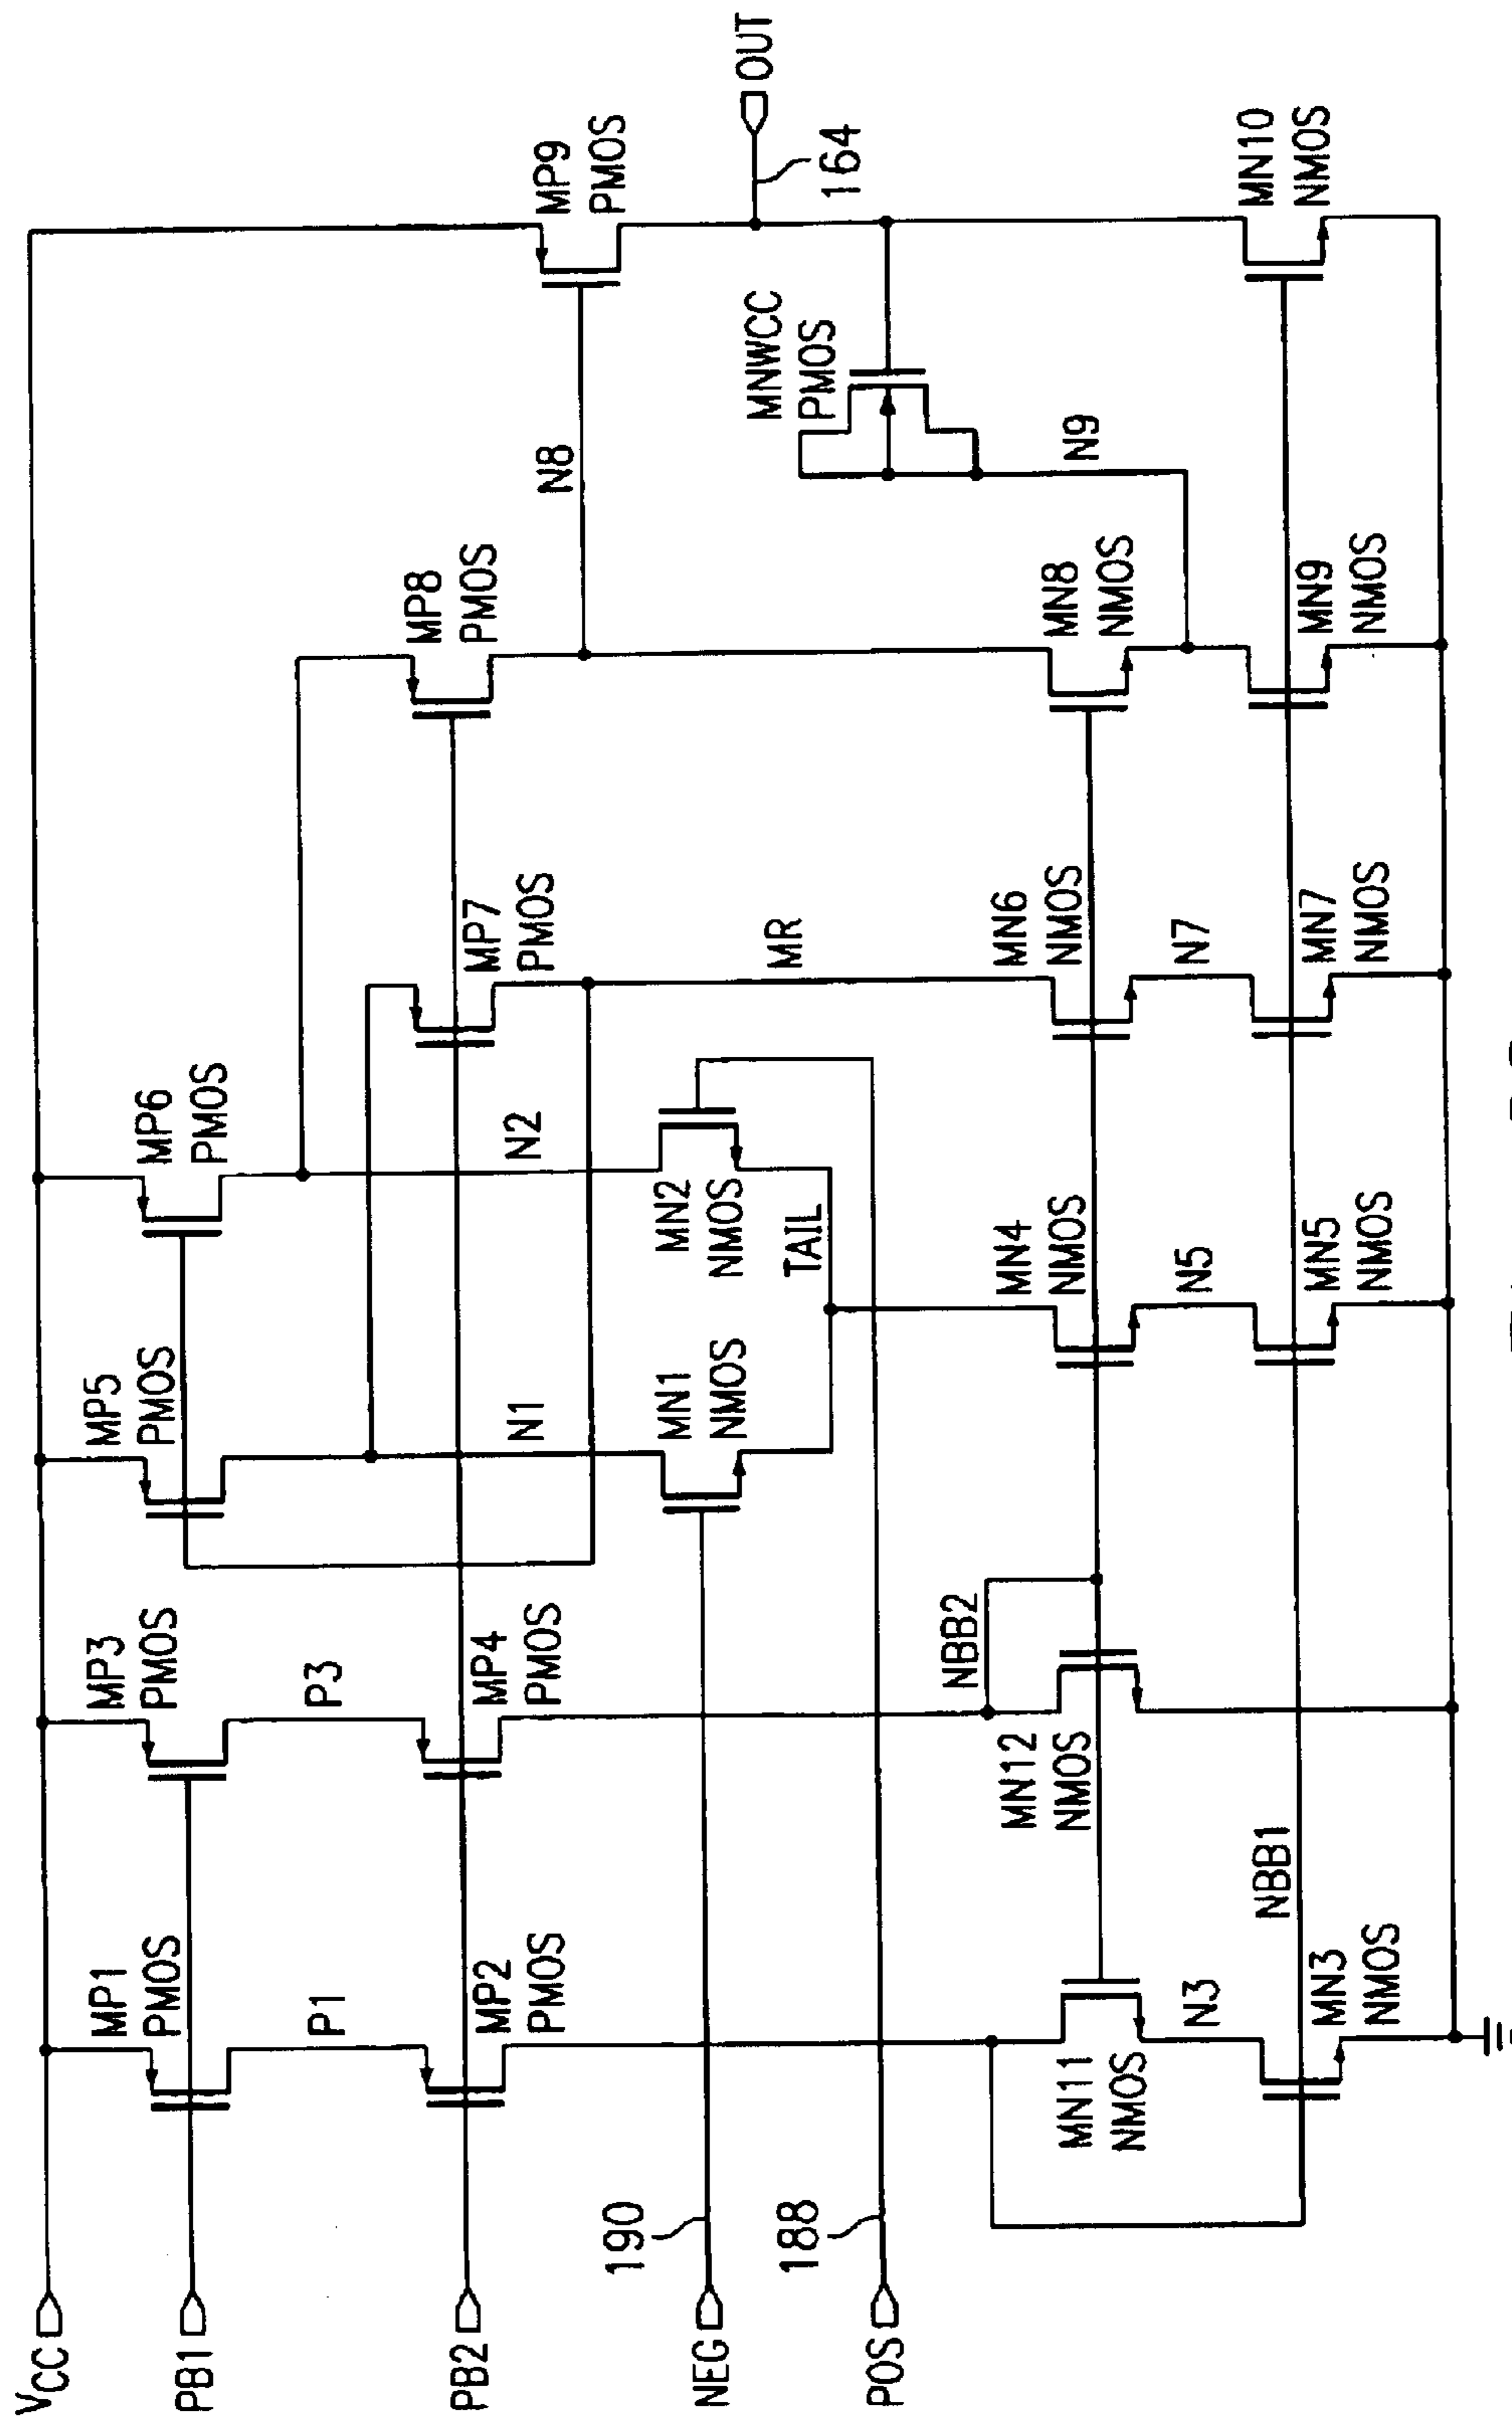 VCC
PB1
PB2
NEG
190
POS
188
MP1
PMOS
P1
MP2
PMOS
MN11
NMOS
N3
MN3
NMOS
NBB1
MP3
PMOS
P3
MP4
PMOS
NBB2
MN12
NMOS
MP5
PMOS
N1
MN1
NMOS
MP6
PMOS
N2
MN2
NMOS
TAIL
MN4
NMOS
N5
MN5
NMOS
MP7
PMOS
MR
MN6
NMOS
N7
MN7
NMOS
MP8
PMOS
N8
MN8
NMOS
MN9
NMOS
N9
MNWCC
PMOS
MP9
PMOS
164
OUT
MN10
NMOS